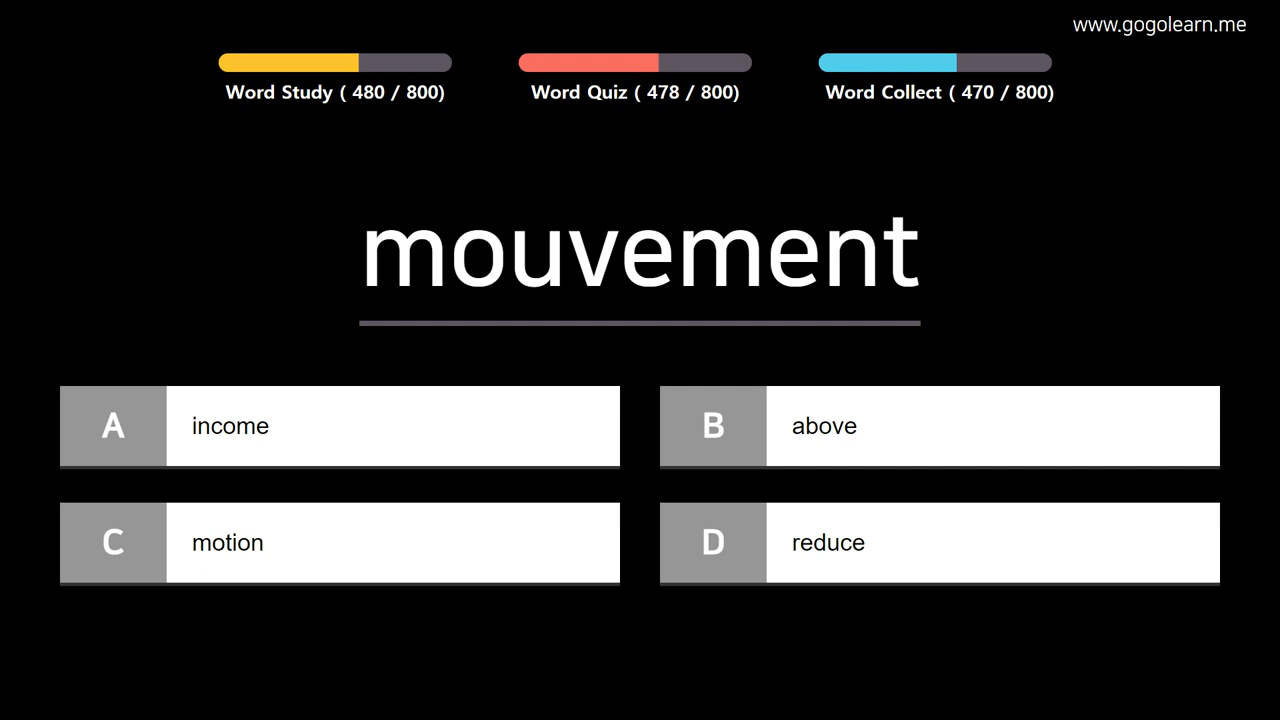 www.gogolearn.me
Word Study ( 480 / 800)
Word Quiz ( 478 / 800)
Word Collect ( 470 / 800)
mouvement
A income
B above
C motion
D reduce